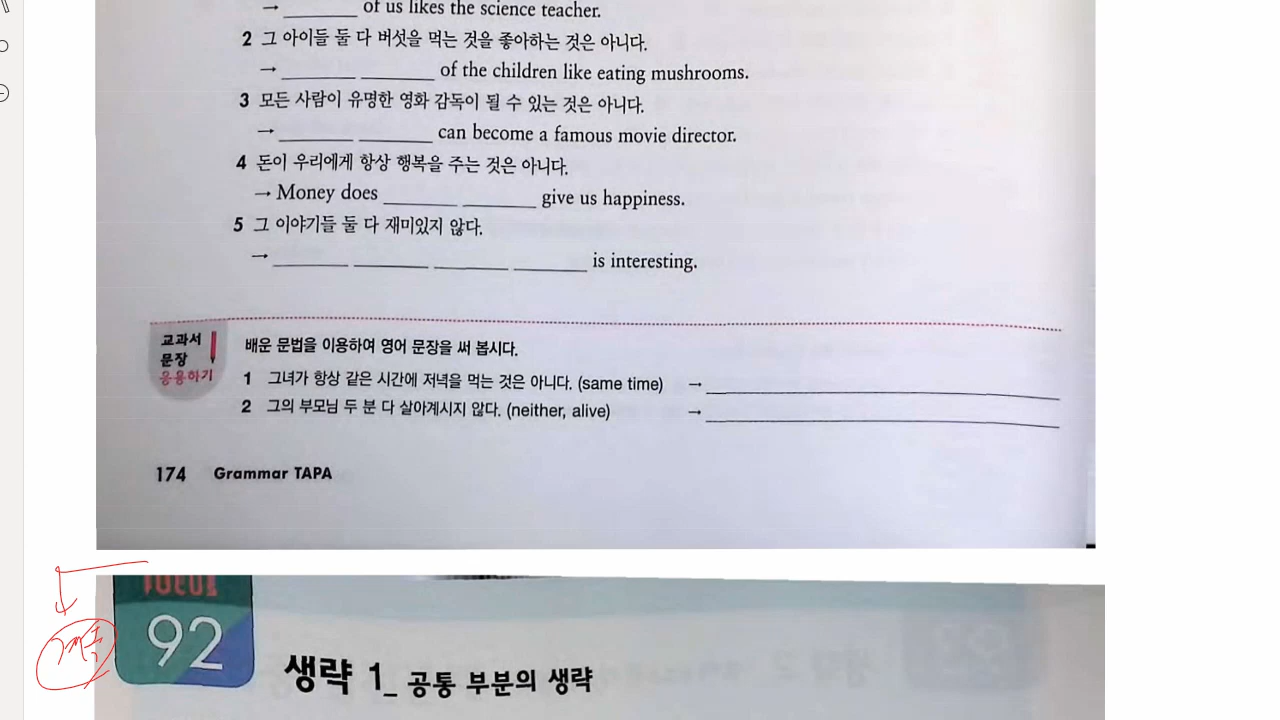 → ________ of us likes the science teacher.
2 그 아이들 둘 다 버섯을 먹는 것을 좋아하는 것은 아니다.
→ ________ ________ of the children like eating mushrooms.
3 모든 사람이 유명한 영화 감독이 될 수 있는 것은 아니다.
→ ________ ________ can become a famous movie director.
4 돈이 우리에게 항상 행복을 주는 것은 아니다.
→ Money does ________ ________ give us happiness.
5 그 이야기들 둘 다 재미있지 않다.
→ ________ ________ ________ ________ is interesting.
교과서
문장
응용하기
배운 문법을 이용하여 영어 문장을 써 봅시다.
1 그녀가 항상 같은 시간에 저녁을 먹는 것은 아니다. (same time) → ________
2 그의 부모님 두 분 다 살아계시지 않다. (neither, alive) → ________
174 Grammar TAPA
92
생략 1_ 공통 부분의 생략